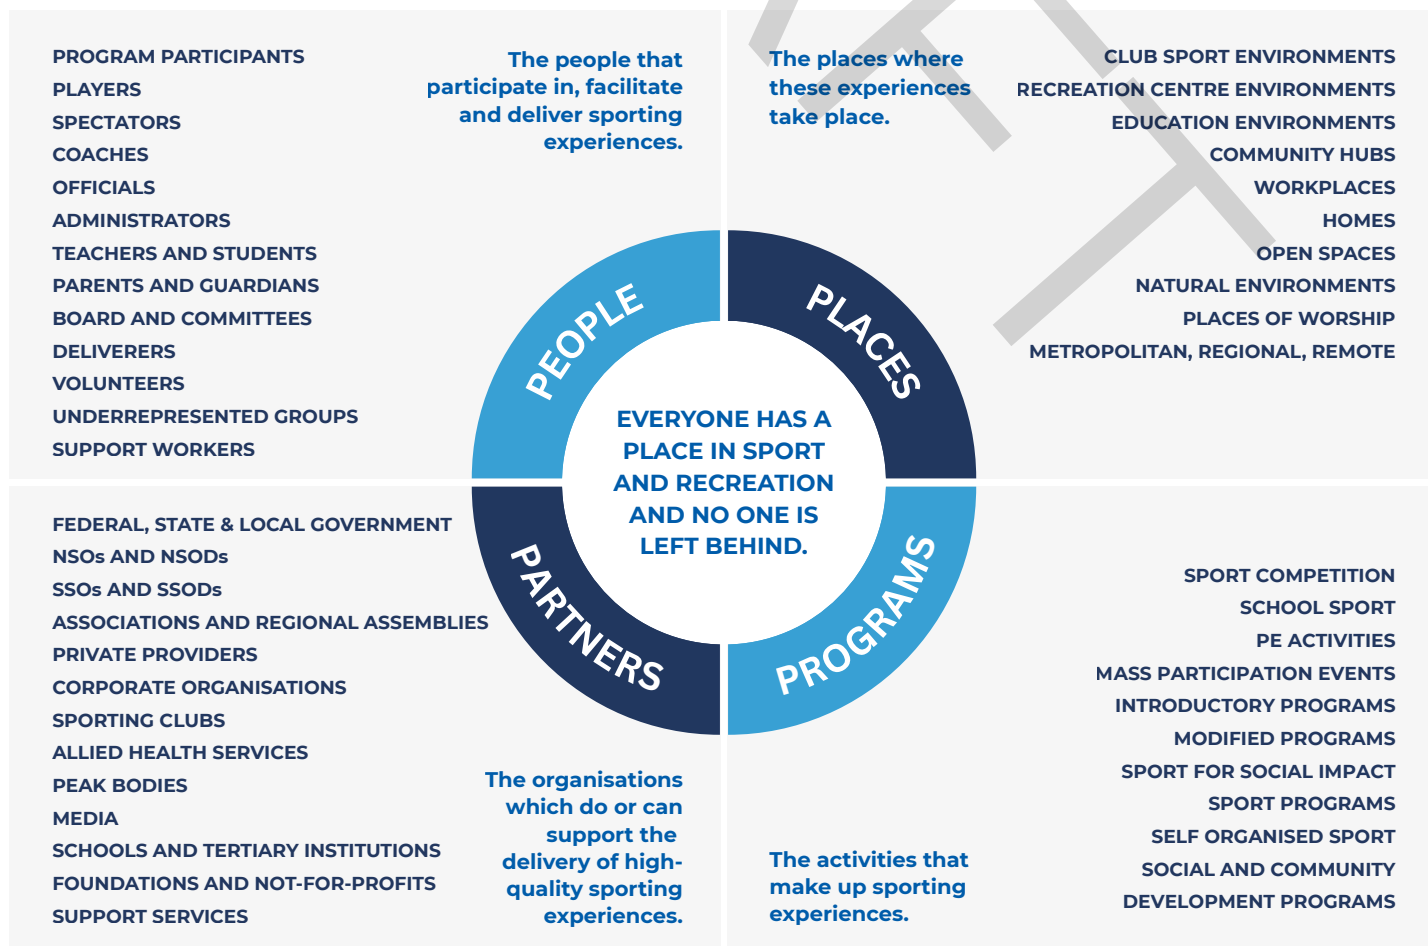 PROGRAM PARTICIPANTS
PLAYERS
SPECTATORS
COACHES
OFFICIALS
ADMINISTRATORS
TEACHERS AND STUDENTS
PARENTS AND GUARDIANS
BOARD AND COMMITTEES
DELIVERERS
VOLUNTEERS
UNDERREPRESENTED GROUPS
SUPPORT WORKERS
The people that
participate in, facilitate
and deliver sporting
experiences.
The places where
these experiences
take place.
CLUB SPORT ENVIRONMENTS
RECREATION CENTRE ENVIRONMENTS
EDUCATION ENVIRONMENTS
COMMUNITY HUBS
WORKPLACES
HOMES
OPEN SPACES
NATURAL ENVIRONMENTS
PLACES OF WORSHIP
METROPOLITAN, REGIONAL, REMOTE
PEOPLE
PLACES
EVERYONE HAS A
PLACE IN SPORT
AND RECREATION
AND NO ONE IS
LEFT BEHIND.
PARTNERS
PROGRAMS
FEDERAL, STATE & LOCAL GOVERNMENT
NSOs AND NSODs
SSOs AND SSODs
ASSOCIATIONS AND REGIONAL ASSEMBLIES
PRIVATE PROVIDERS
CORPORATE ORGANISATIONS
SPORTING CLUBS
ALLIED HEALTH SERVICES
PEAK BODIES
MEDIA
SCHOOLS AND TERTIARY INSTITUTIONS
FOUNDATIONS AND NOT-FOR-PROFITS
SUPPORT SERVICES
The organisations
which do or can
support the
delivery of high-
quality sporting
experiences.
The activities that
make up sporting
experiences.
SPORT COMPETITION
SCHOOL SPORT
PE ACTIVITIES
MASS PARTICIPATION EVENTS
INTRODUCTORY PROGRAMS
MODIFIED PROGRAMS
SPORT FOR SOCIAL IMPACT
SPORT PROGRAMS
SELF ORGANISED SPORT
SOCIAL AND COMMUNITY
DEVELOPMENT PROGRAMS